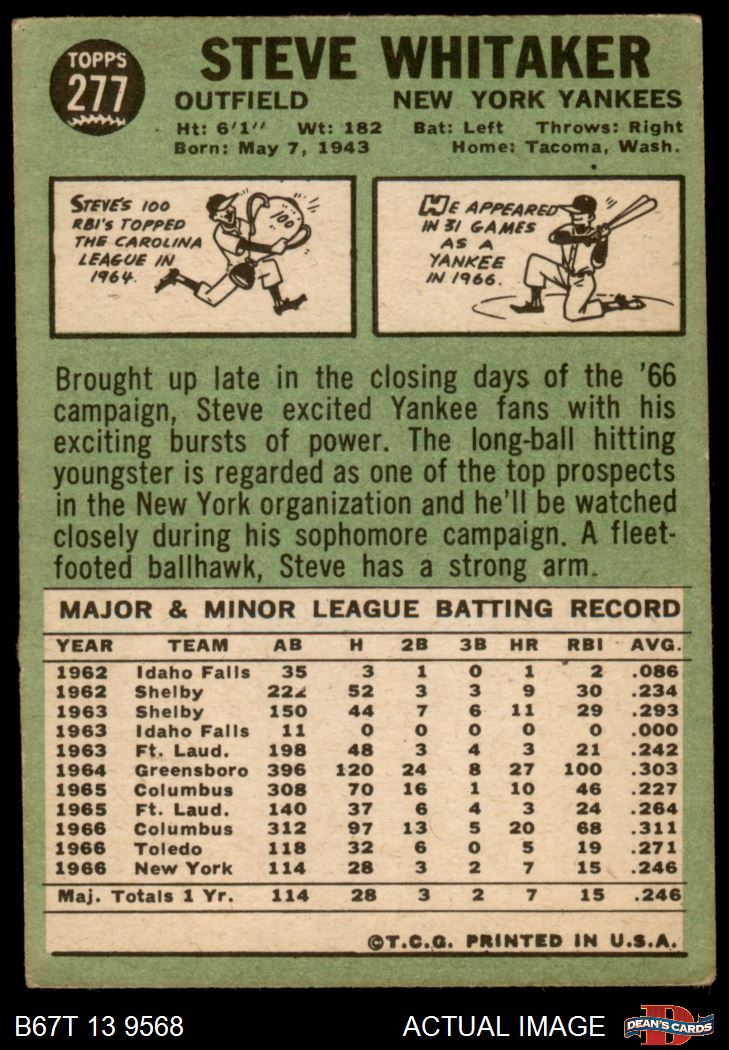 TOPPS
277
STEVE WHITAKER
OUTFIELD NEW YORK YANKEES
Ht: 6'1" Wt: 182 Bat: Left Throws: Right
Born: May 7, 1943 Home: Tacoma, Wash.
STEVE'S 100
RBI'S TOPPED
THE CAROLINA
LEAGUE IN
1964.
100
HE APPEARED
IN 31 GAMES
AS A
YANKEE
IN 1966.
Brought up late in the closing days of the '66
campaign, Steve excited Yankee fans with his
exciting bursts of power. The long-ball hitting
youngster is regarded as one of the top prospects
in the New York organization and he'll be watched
closely during his sophomore campaign. A fleet-
footed ballhawk, Steve has a strong arm.
MAJOR & MINOR LEAGUE BATTING RECORD
YEAR TEAM AB H 2B 3B HR RBI AVG.
1962 Idaho Falls 35 3 1 0 1 2 .086
1962 Shelby 222 52 3 3 9 30 .234
1963 Shelby 150 44 7 6 11 29 .293
1963 Idaho Falls 11 0 0 0 0 0 .000
1963 Ft. Laud. 198 48 3 4 3 21 .242
1964 Greensboro 396 120 24 8 27 100 .303
1965 Columbus 308 70 16 1 10 46 .227
1965 Ft. Laud. 140 37 6 4 3 24 .264
1966 Columbus 312 97 13 5 20 68 .311
1966 Toledo 118 32 6 0 5 19 .271
1966 New York 114 28 3 2 7 15 .246
Maj. Totals 1 Yr. 114 28 3 2 7 15 .246
©T.C.G. PRINTED IN U.S.A.
B67T 13 9568 ACTUAL IMAGE DEAN'S CARDS